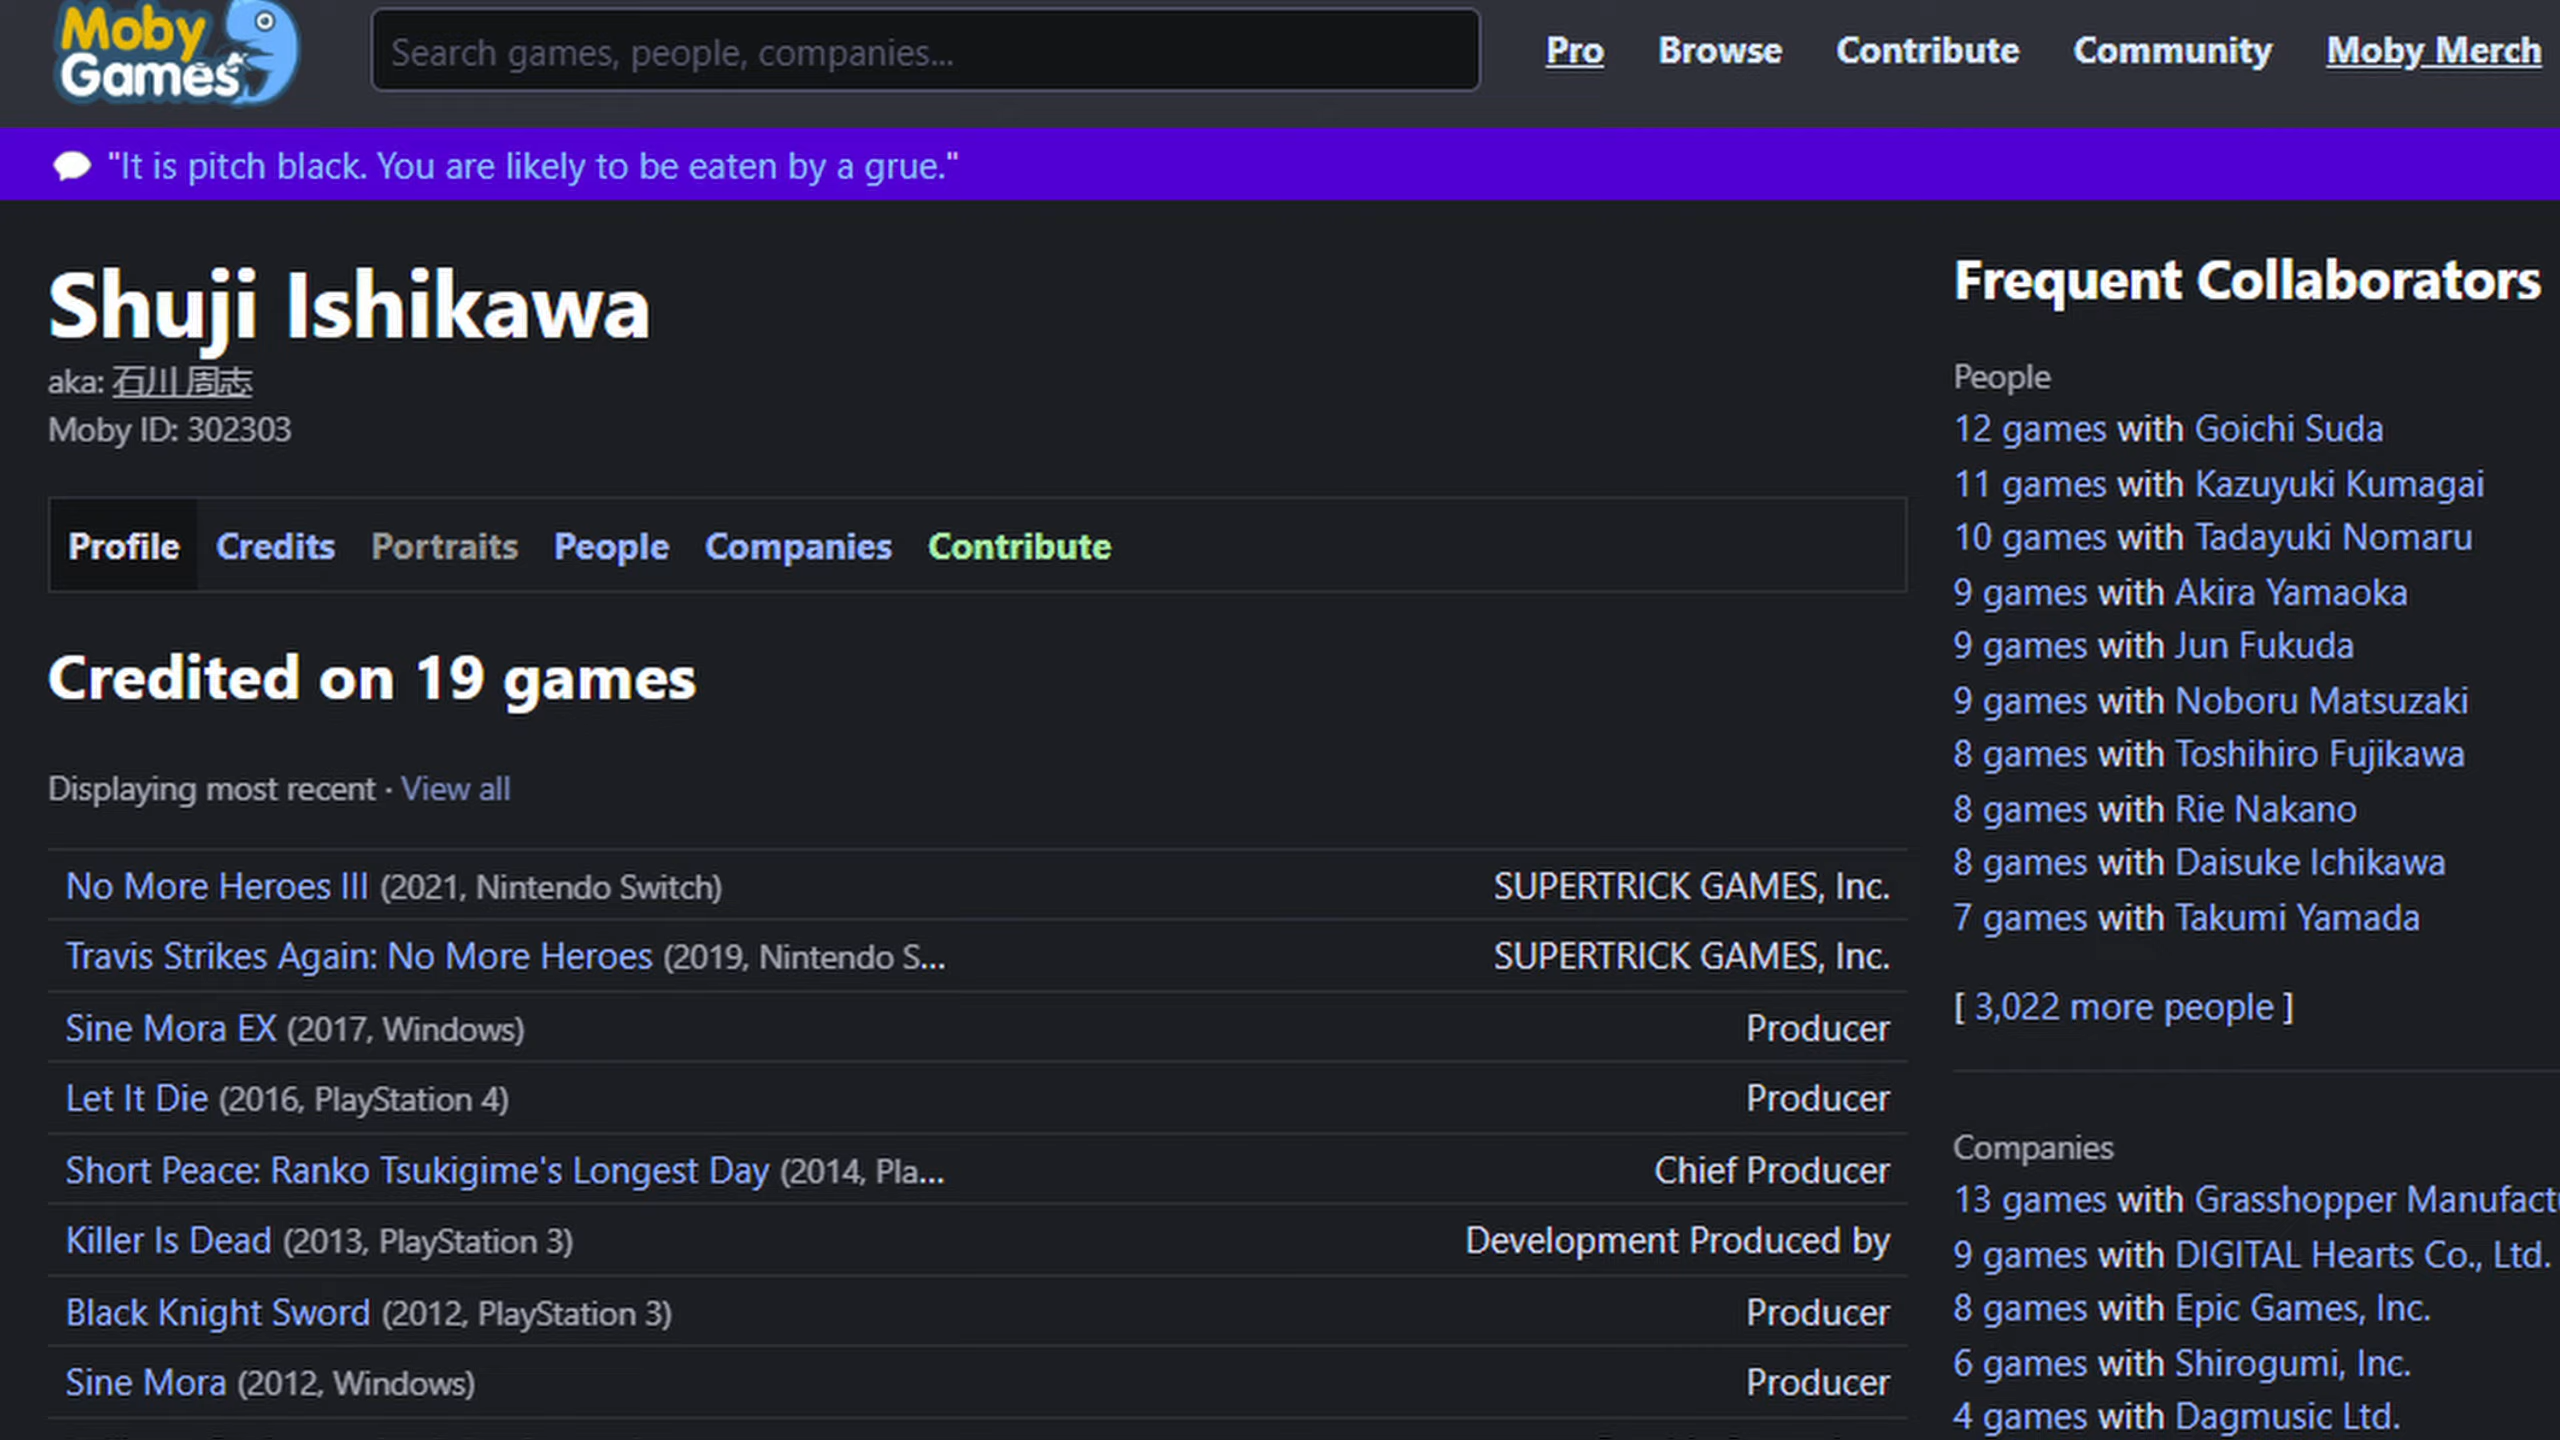 Moby Games
Search games, people, companies...
Pro Browse Contribute Community Moby Merch
"It is pitch black. You are likely to be eaten by a grue."
Shuji Ishikawa
aka: 石川 周志
Moby ID: 302303
Profile Credits Portraits People Companies Contribute
Credited on 19 games
Displaying most recent · View all
No More Heroes III (2021, Nintendo Switch) SUPERTRICK GAMES, Inc.
Travis Strikes Again: No More Heroes (2019, Nintendo S... SUPERTRICK GAMES, Inc.
Sine Mora EX (2017, Windows) Producer
Let It Die (2016, PlayStation 4) Producer
Short Peace: Ranko Tsukigime's Longest Day (2014, Pla... Chief Producer
Killer Is Dead (2013, PlayStation 3) Development Produced by
Black Knight Sword (2012, PlayStation 3) Producer
Sine Mora (2012, Windows) Producer
Frequent Collaborators
People
12 games with Goichi Suda
11 games with Kazuyuki Kumagai
10 games with Tadayuki Nomaru
9 games with Akira Yamaoka
9 games with Jun Fukuda
9 games with Noboru Matsuzaki
8 games with Toshihiro Fujikawa
8 games with Rie Nakano
8 games with Daisuke Ichikawa
7 games with Takumi Yamada
[ 3,022 more people ]
Companies
13 games with Grasshopper Manufact
9 games with DIGITAL Hearts Co., Ltd.
8 games with Epic Games, Inc.
6 games with Shirogumi, Inc.
4 games with Dagmusic Ltd.